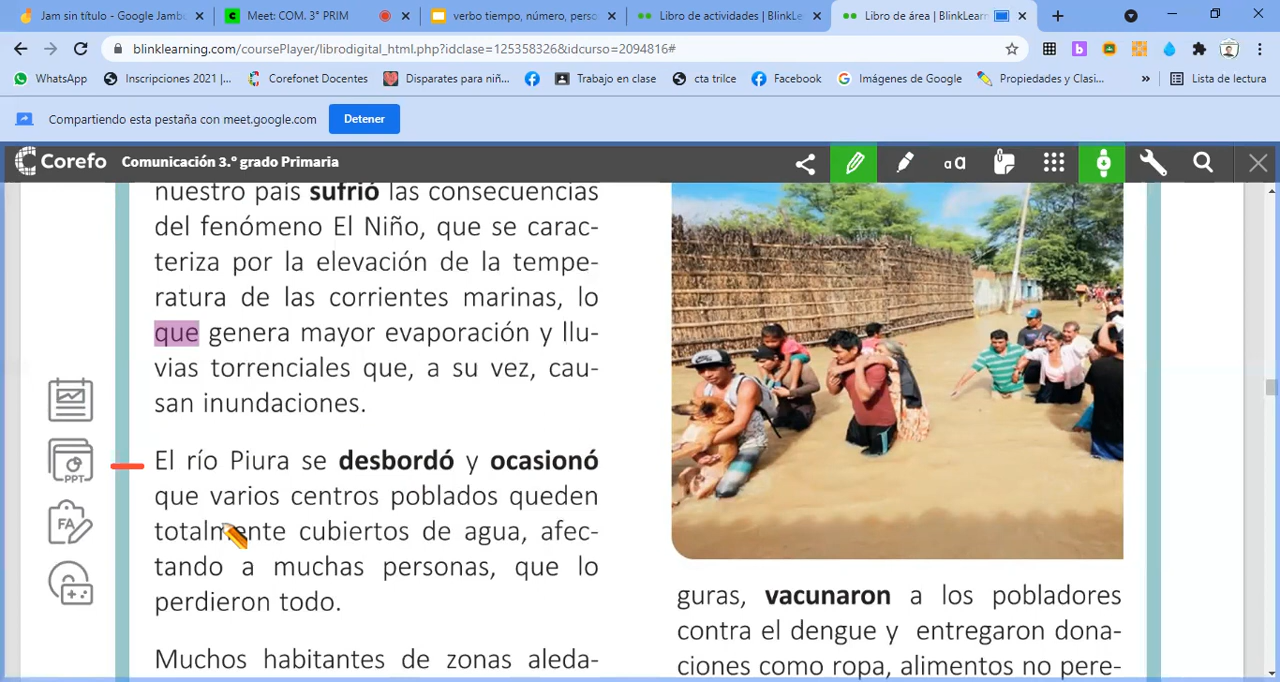 Jam sin título - Google Jambo
Meet: COM. 3° PRIM
verbo tiempo, número, perso
Libro de actividades | BlinkLe
Libro de área | BlinkLearn
blinklearning.com/coursePlayer/librodigital_html.php?idclase=125358326&idcurso=2094816#
WhatsApp
Inscripciones 2021 |...
Corefonet Docentes
Disparates para niñ...
Trabajo en clase
cta trilce
Facebook
Imágenes de Google
Propiedades y Clasi...
»
Lista de lectura
Compartiendo esta pestaña con meet.google.com
Detener
Corefo
Comunicación 3.º grado Primaria
a a
nuestro país sufrió las consecuencias
del fenómeno El Niño, que se carac-
teriza por la elevación de la tempe-
ratura de las corrientes marinas, lo
que genera mayor evaporación y llu-
vias torrenciales que, a su vez, cau-
san inundaciones.
El río Piura se desbordó y ocasionó
que varios centros poblados queden
totalmente cubiertos de agua, afec-
tando a muchas personas, que lo
perdieron todo.
Muchos habitantes de zonas aleda-
PPT
FA
guras, vacunaron a los pobladores
contra el dengue y entregaron dona-
ciones como ropa, alimentos no pere-